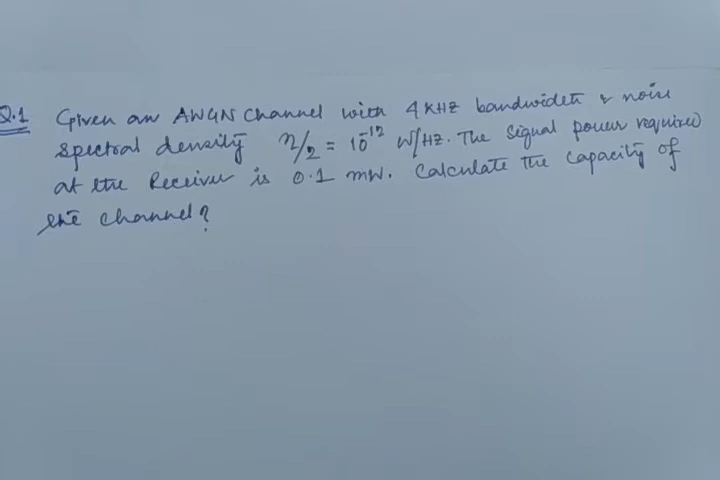 Q.1 Given an AWGN Channel with 4 KHZ bandwidth & noise
spectral density η/2 = 10⁻¹² W/HZ. The signal power required
at the Receiver is 0.1 mW. Calculate the Capacity of
the channel?